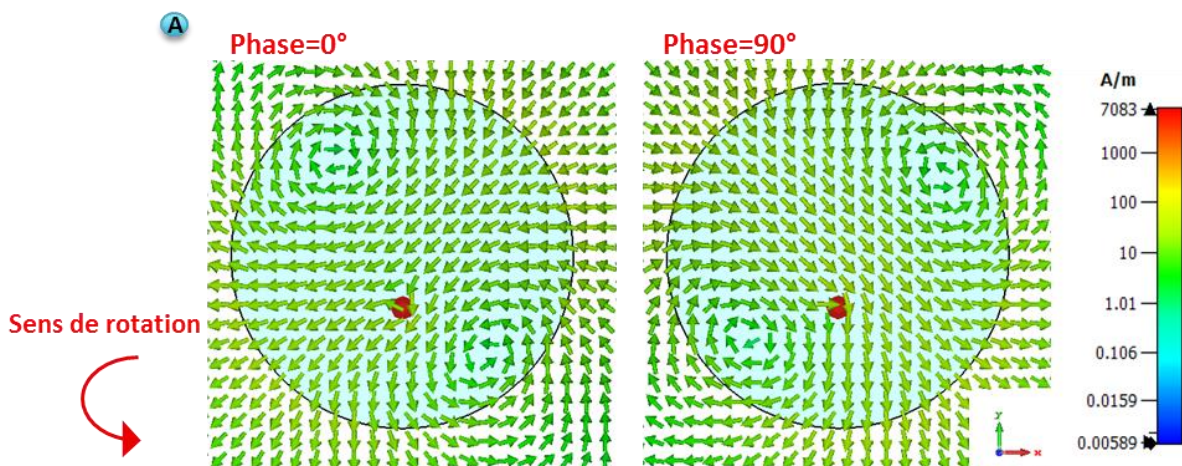 A
Phase=0°
Phase=90°
A/m
7083
1000
100
10
1.01
0.106
0.0159
0.00589
Sens de rotation
y
x